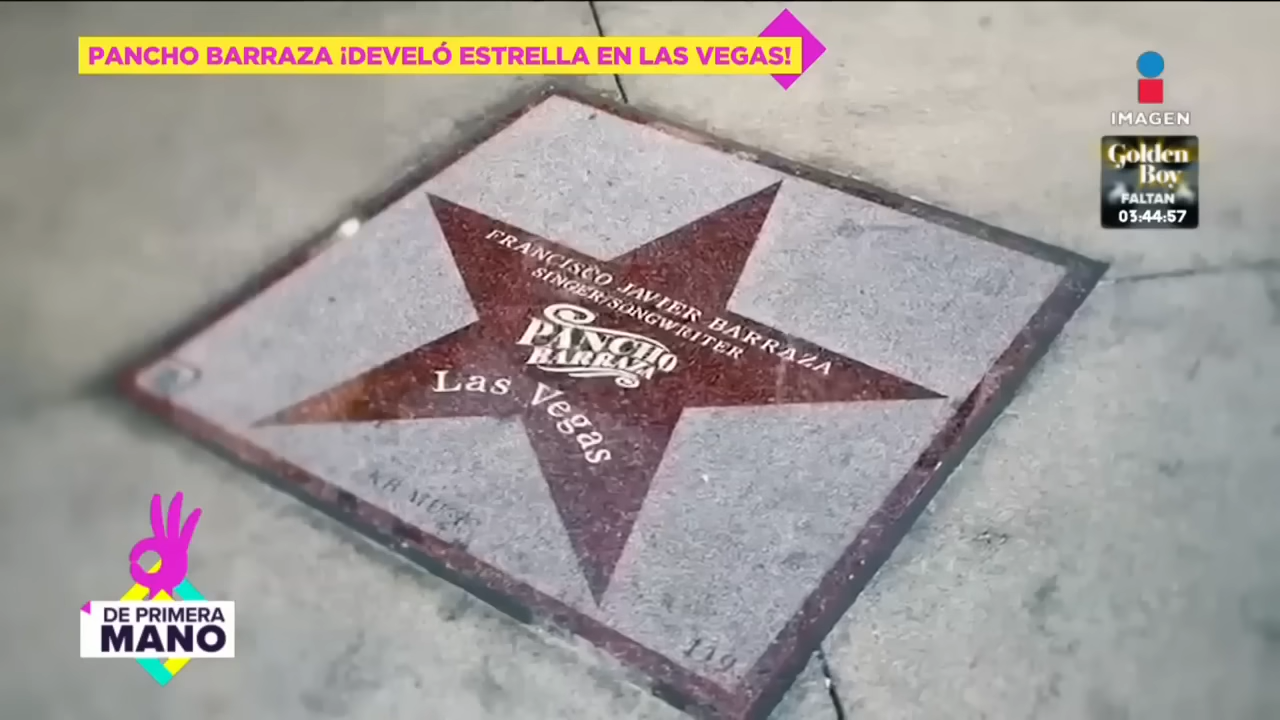 PANCHO BARRAZA ¡DEVELÓ ESTRELLA EN LAS VEGAS!
IMAGEN
Golden
Boy
FALTAN
03:44:57
FRANCISCO JAVIER BARRAZA
SINGER/SONGWRITER
PANCHO
BARRAZA
Las Vegas
119
DE PRIMERA
MANO